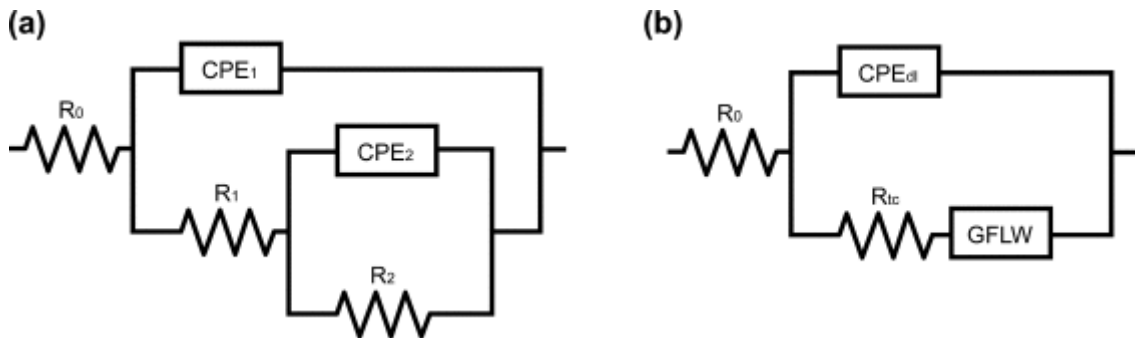 (a)
CPE₁
R₀
CPE₂
R₁
R₂
(b)
CPEdl
R₀
Rtc
GFLW